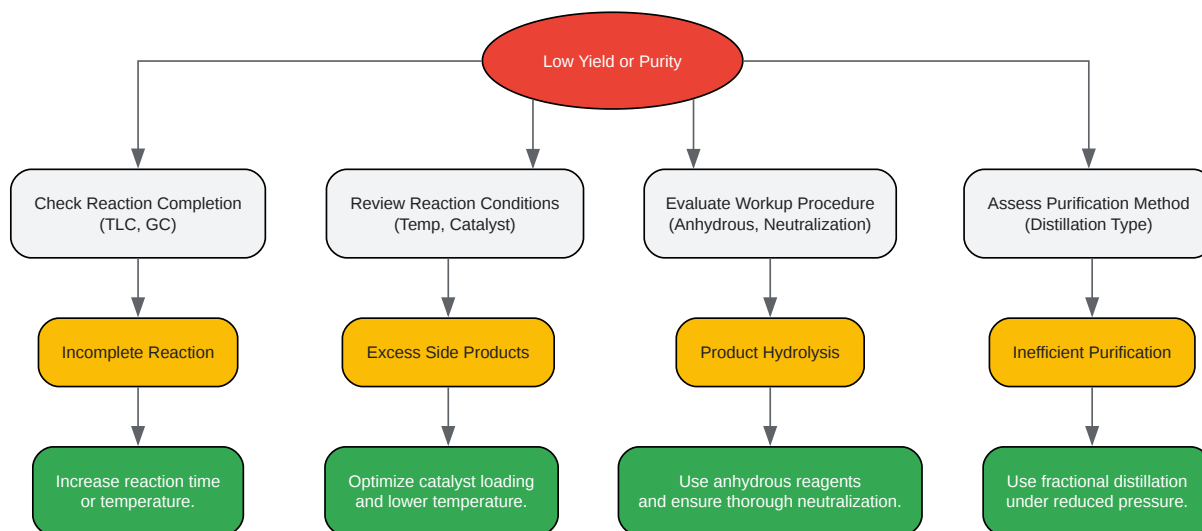 Low Yield or Purity
Check Reaction Completion
(TLC, GC)
Review Reaction Conditions
(Temp, Catalyst)
Evaluate Workup Procedure
(Anhydrous, Neutralization)
Assess Purification Method
(Distillation Type)
Incomplete Reaction
Excess Side Products
Product Hydrolysis
Inefficient Purification
Increase reaction time
or temperature.
Optimize catalyst loading
and lower temperature.
Use anhydrous reagents
and ensure thorough neutralization.
Use fractional distillation
under reduced pressure.